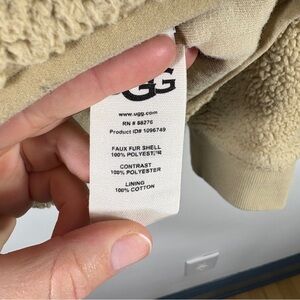 UGG
www.ugg.com
RN # 88276
Product ID# 1096749
FAUX FUR SHELL
100% POLYESTER
CONTRAST
100% POLYESTER
LINING
100% COTTON